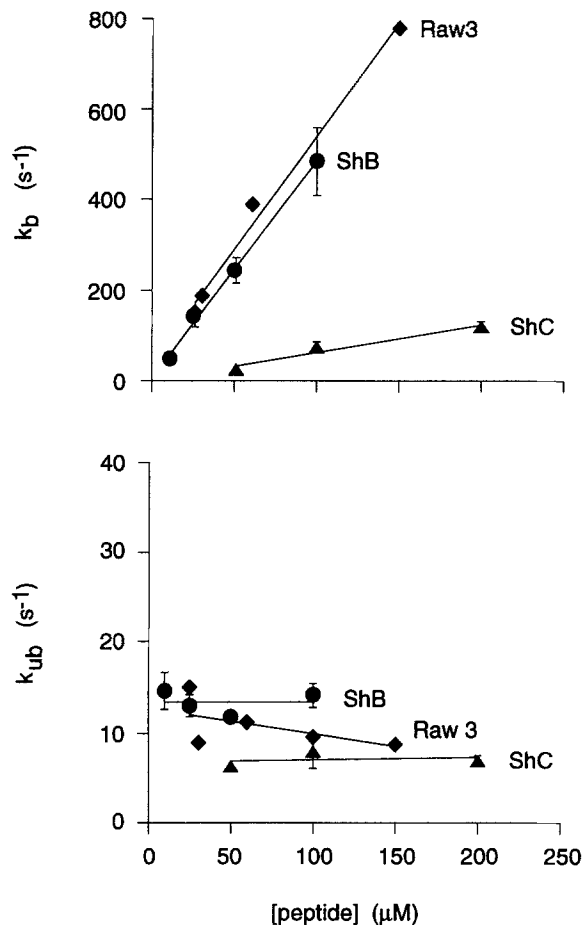 800
600
400
200
0
k_b (s⁻¹)
Raw3
ShB
ShC
40
30
20
10
0
k_ub (s⁻¹)
ShB
Raw 3
ShC
0 50 100 150 200 250
[peptide] (µM)